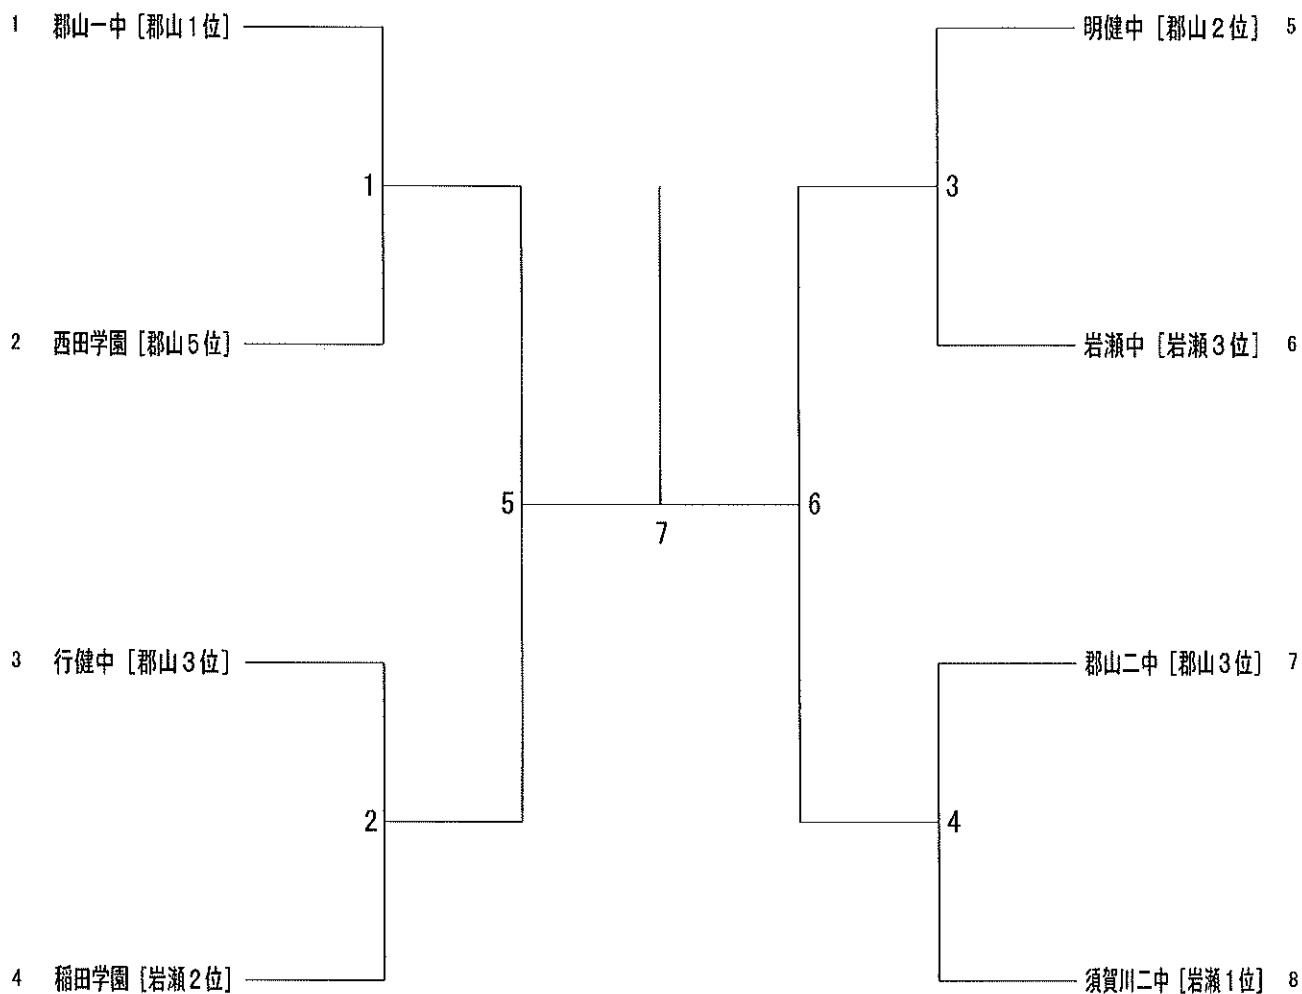 1 郡山一中 [郡山1位]
明健中 [郡山2位] 5
1
3
2 西田学園 [郡山5位]
岩瀬中 [岩瀬3位] 6
5
6
7
3 行健中 [郡山3位]
郡山二中 [郡山3位] 7
2
4
4 稲田学園 [岩瀬2位]
須賀川二中 [岩瀬1位] 8